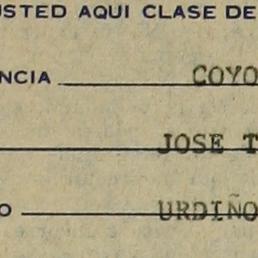 USTED AQUI CLASE DE
NCIA COYO
JOSE T
O URDIÑO